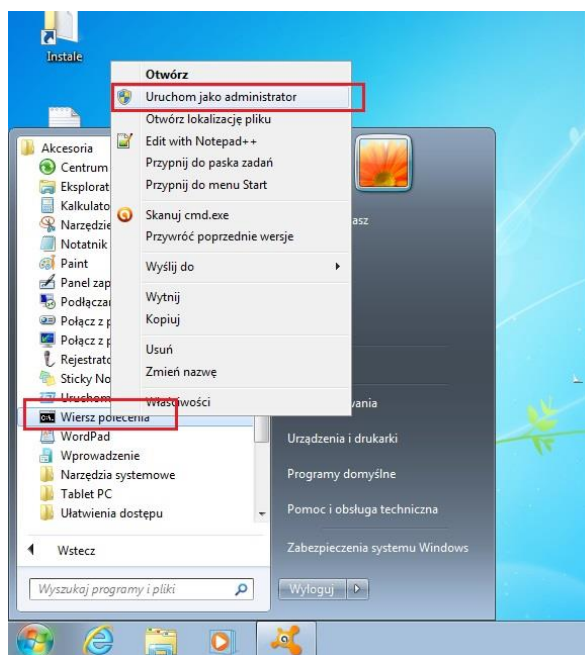 Instale
Otwórz
Uruchom jako administrator
Otwórz lokalizację pliku
Edit with Notepad++
Przypnij do paska zadań
Przypnij do menu Start
Skanuj cmd.exe
Przywróć poprzednie wersje
Wyślij do
Wytnij
Kopiuj
Usuń
Zmień nazwę
Właściwości
Akcesoria
Centrum
Eksplorat
Kalkulato
Narzędzie
Notatnik
Paint
Panel zap
Podłączan
Połącz z p
Połącz z p
Rejestrato
Sticky No
Uruchom
Wiersz polecenia
WordPad
Wprowadzenie
Narzędzia systemowe
Tablet PC
Ułatwienia dostępu
Wstecz
Wyszukaj programy i pliki
asz
wania
Urządzenia i drukarki
Programy domyślne
Pomoc i obsługa techniczna
Zabezpieczenia systemu Windows
Wyloguj